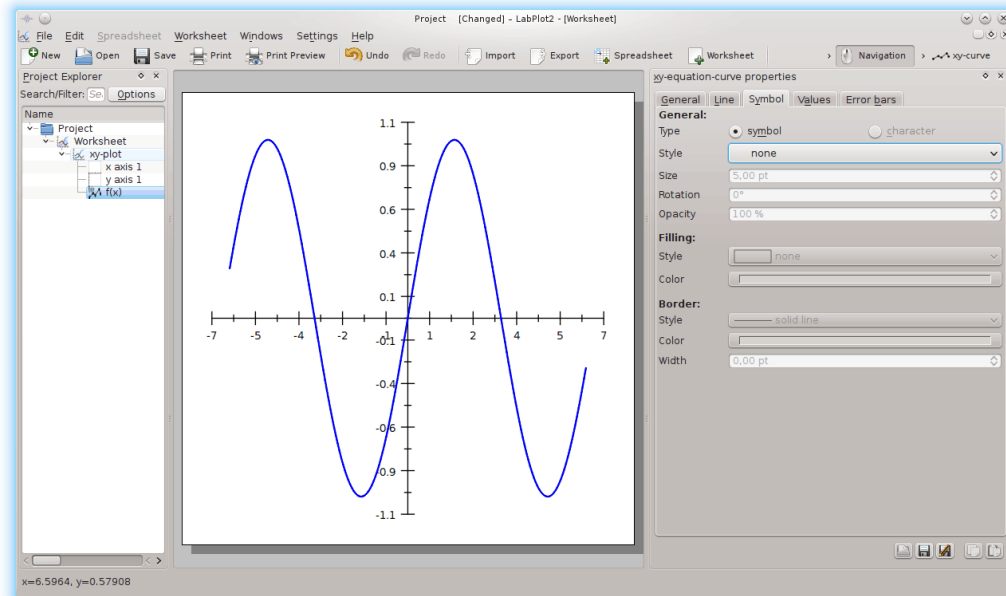 Project [Changed] – LabPlot2 - [Worksheet]
File Edit Spreadsheet Worksheet Windows Settings Help
New Open Save Print Print Preview Undo Redo Import Export Spreadsheet Worksheet › Navigation › xy-curve
Project Explorer
Search/Filter: Se Options
Name
Project
Worksheet
xy-plot
x axis 1
y axis 1
f(x)
1.1
0.9
0.6
0.4
0.1
-7 -5 -4 -2 -1 1 2 4 5 7
-0.1
-0.4
-0.6
-0.9
-1.1
xy-equation-curve properties
General Line Symbol Values Error bars
General:
Type symbol character
Style none
Size 5,00 pt
Rotation 0°
Opacity 100 %
Filling:
Style none
Color
Border:
Style solid line
Color
Width 0,00 pt
x=6.5964, y=0.57908